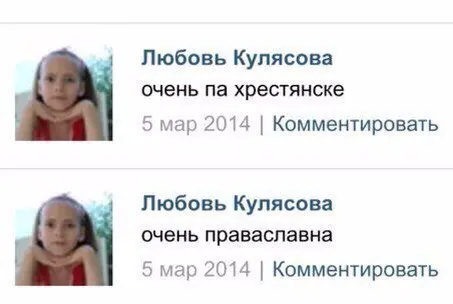 Любовь Кулясова
очень па хрестянске
5 мар 2014 | Комментировать
Любовь Кулясова
очень праваславна
5 мар 2014 | Комментировать